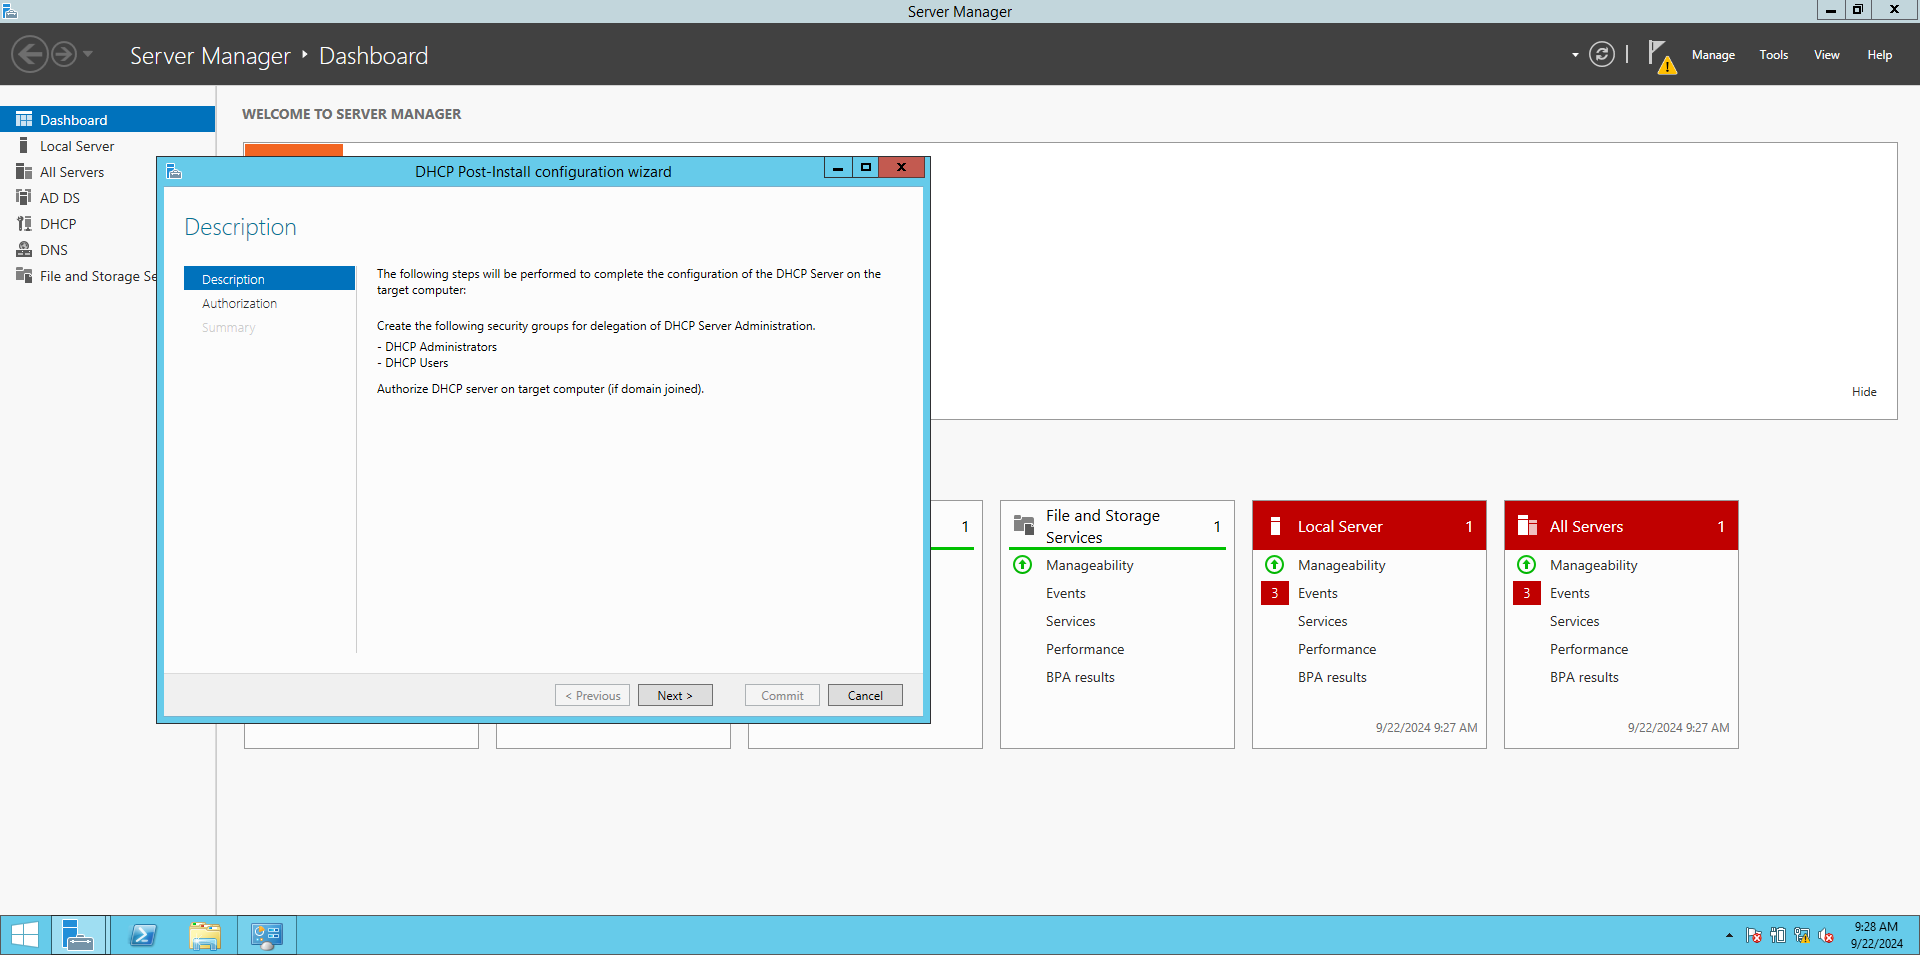 Server Manager
Server Manager ‣ Dashboard
Manage
Tools
View
Help
Dashboard
Local Server
All Servers
AD DS
DHCP
DNS
File and Storage Se
WELCOME TO SERVER MANAGER
Hide
DHCP Post-Install configuration wizard
Description
Description
Authorization
Summary
The following steps will be performed to complete the configuration of the DHCP Server on the
target computer:
Create the following security groups for delegation of DHCP Server Administration.
- DHCP Administrators
- DHCP Users
Authorize DHCP server on target computer (if domain joined).
< Previous
Next >
Commit
Cancel
1
File and Storage
Services
1
Manageability
Events
Services
Performance
BPA results
Local Server
1
Manageability
3
Events
Services
Performance
BPA results
9/22/2024 9:27 AM
All Servers
1
Manageability
3
Events
Services
Performance
BPA results
9/22/2024 9:27 AM
9:28 AM
9/22/2024